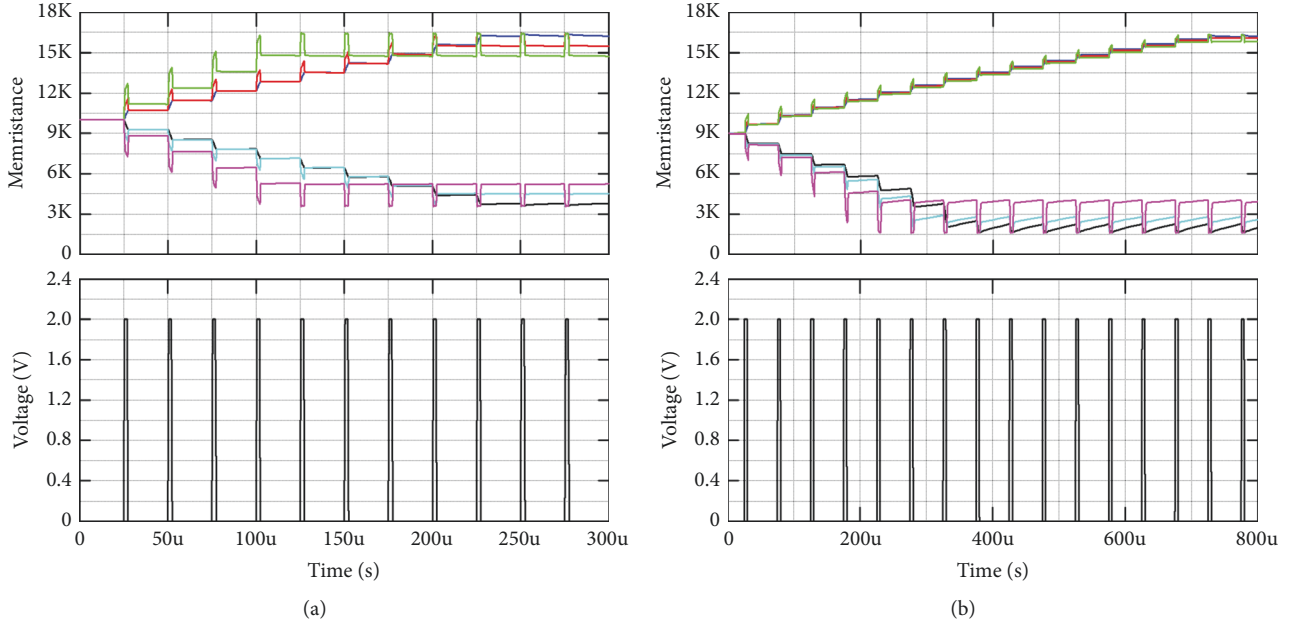 18K
15K
12K
9K
6K
3K
0
Memristance
2.4
2.0
1.6
1.2
0.8
0.4
0
Voltage (V)
0 50u 100u 150u 200u 250u 300u
Time (s)
(a)
18K
15K
12K
9K
6K
3K
0
Memristance
2.4
2.0
1.6
1.2
0.8
0.4
0
Voltage (V)
0 200u 400u 600u 800u
Time (s)
(b)